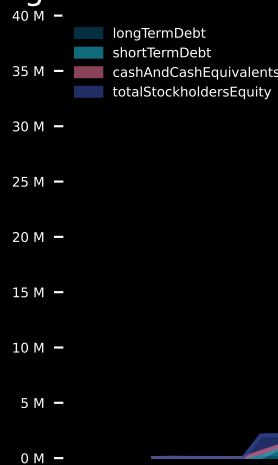 40 M
longTermDebt
shortTermDebt
35 M
cashAndCashEquivalents
totalStockholdersEquity
30 M
25 M
20 M
15 M
10 M
5 M
0 M